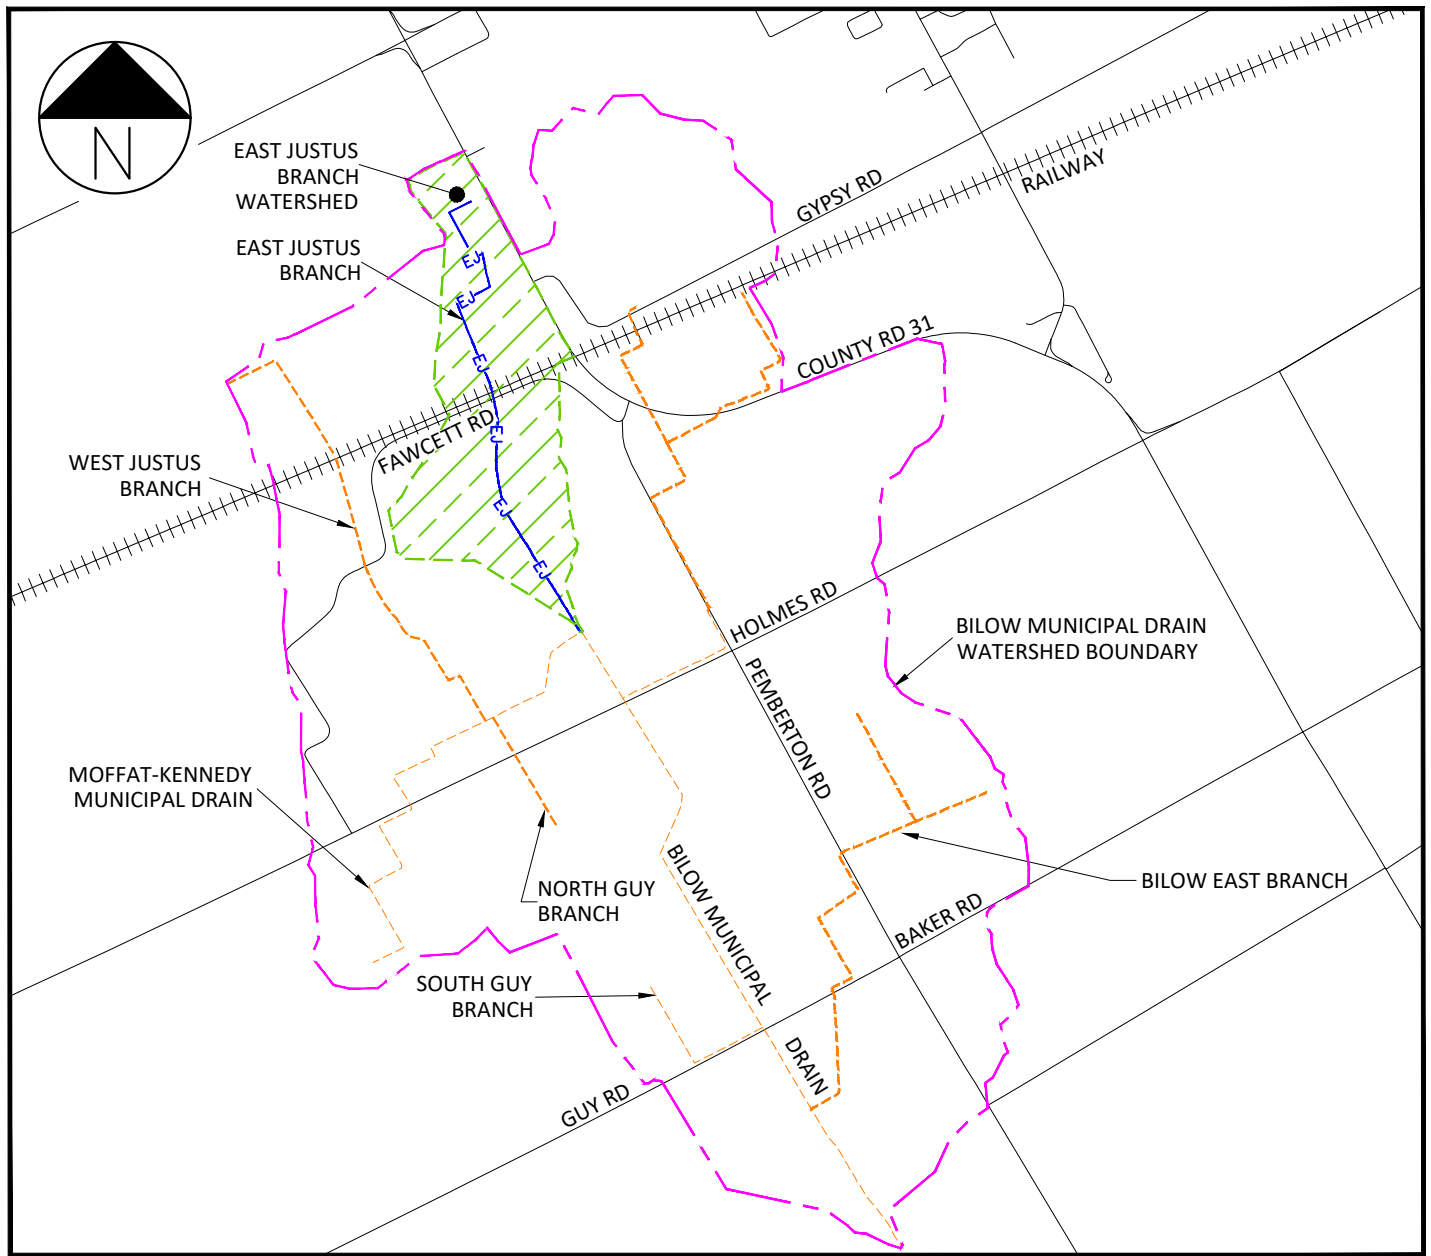 N
EAST JUSTUS
BRANCH
WATERSHED
EAST JUSTUS
BRANCH
GYPSY RD
RAILWAY
EJ
EJ
COUNTY RD 31
EJ
FAWCETT RD
EJ
WEST JUSTUS
BRANCH
EJ
EJ
HOLMES RD
BILOW MUNICIPAL DRAIN
WATERSHED BOUNDARY
PEMBERTON RD
MOFFAT-KENNEDY
MUNICIPAL DRAIN
NORTH GUY
BRANCH
BILOW MUNICIPAL
DRAIN
BILOW EAST BRANCH
BAKER RD
SOUTH GUY
BRANCH
GUY RD